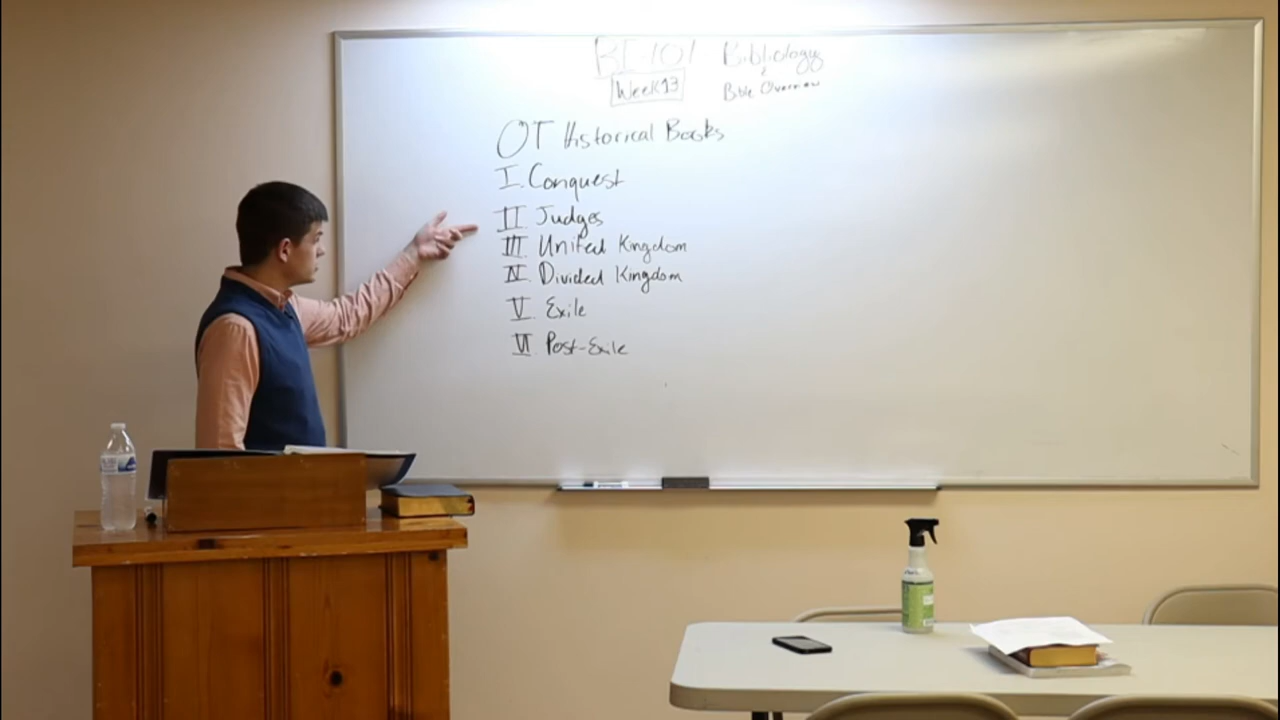 BI-101 Bibliology
Week 13 & Bible Overview
OT Historical Books
I. Conquest
II Judges
III. United Kingdom
IV. Divided Kingdom
V. Exile
VI Post-Exile